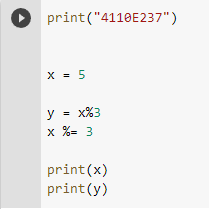 print("4110E237")
x = 5
y = x%3
x %= 3
print(x)
print(y)